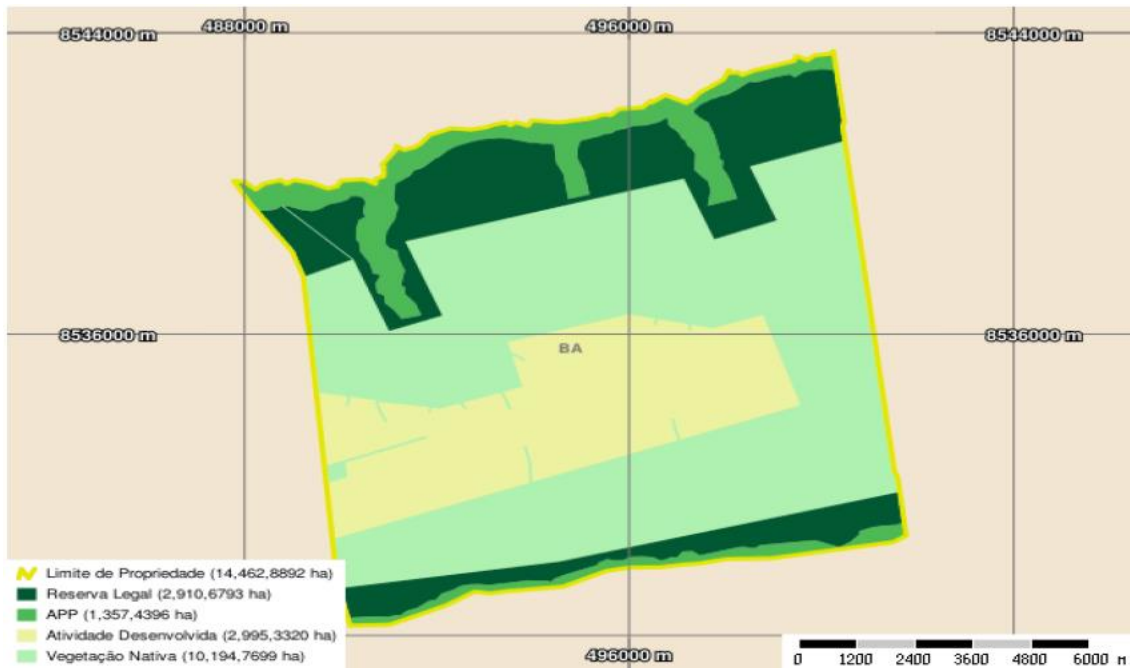 488000 m
496000 m
8544000 m
8544000 m
8536000 m
8536000 m
BA
Limite de Propriedade (14,462,8892 ha)
Reserva Legal (2,910,6793 ha)
APP (1,357,4396 ha)
Atividade Desenvolvida (2,995,3320 ha)
Vegetação Nativa (10,194,7699 ha)
496000 m
0 1200 2400 3600 4800 6000 M